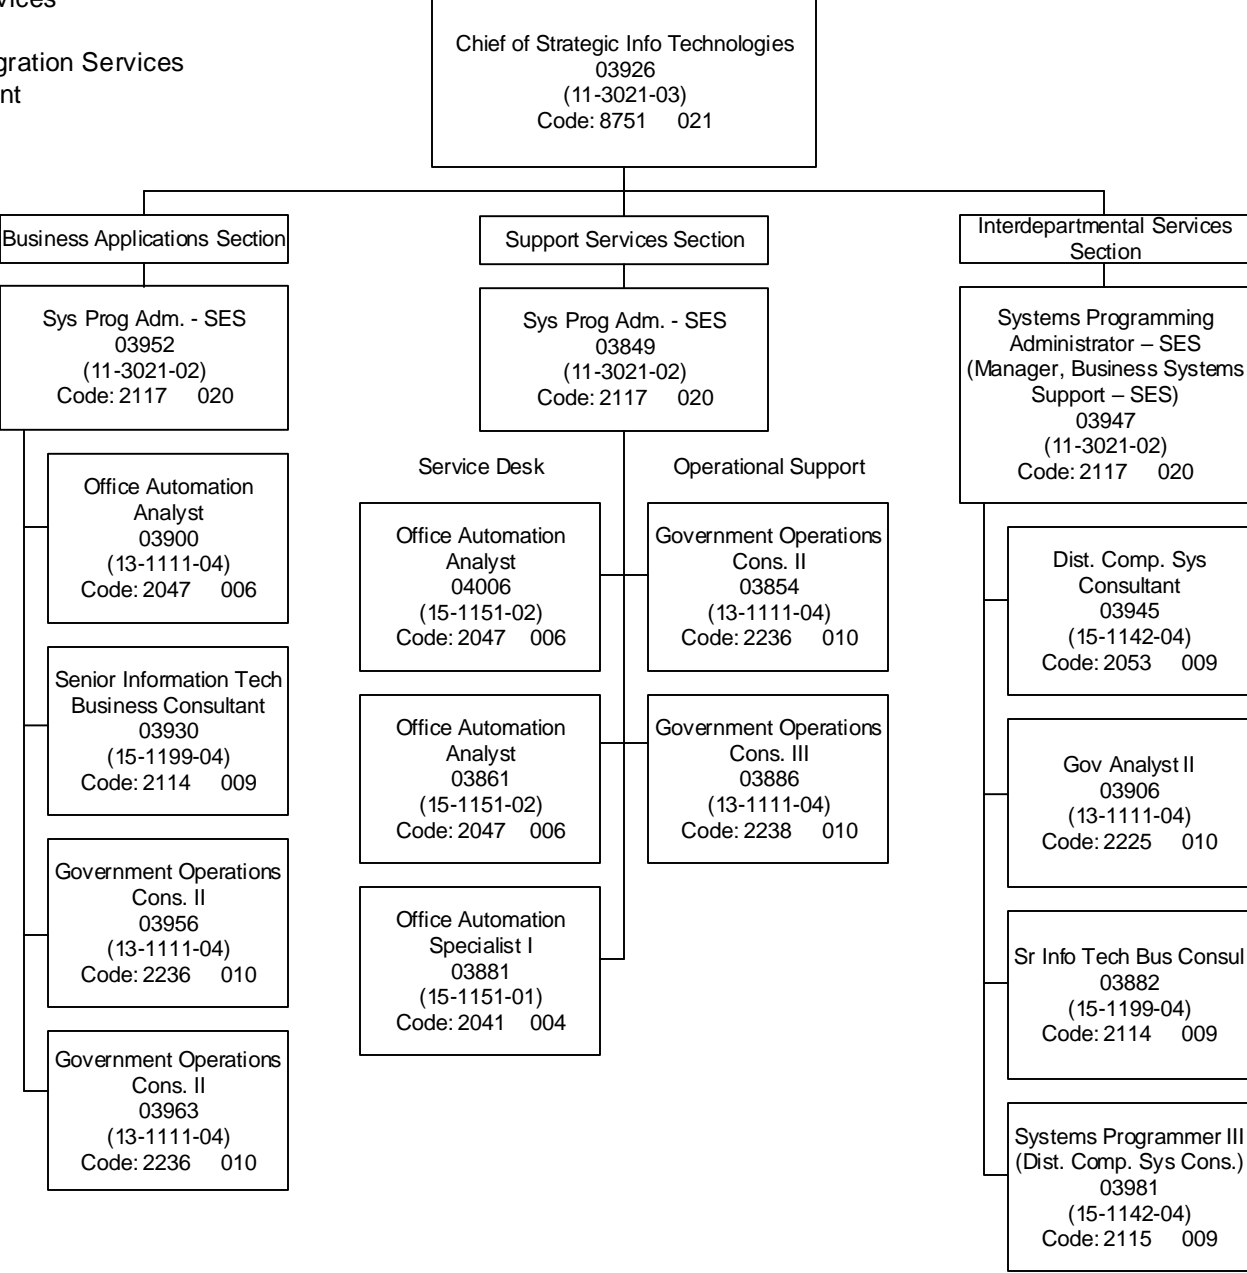 gration Services
Chief of Strategic Info Technologies
03926
(11-3021-03)
Code: 8751 021
Business Applications Section
Sys Prog Adm. - SES
03952
(11-3021-02)
Code: 2117 020
Office Automation
Analyst
03900
(13-1111-04)
Code: 2047 006
Senior Information Tech
Business Consultant
03930
(15-1199-04)
Code: 2114 009
Government Operations
Cons. II
03956
(13-1111-04)
Code: 2236 010
Government Operations
Cons. II
03963
(13-1111-04)
Code: 2236 010
Support Services Section
Sys Prog Adm. - SES
03849
(11-3021-02)
Code: 2117 020
Service Desk
Office Automation
Analyst
04006
(15-1151-02)
Code: 2047 006
Office Automation
Analyst
03861
(15-1151-02)
Code: 2047 006
Office Automation
Specialist I
03881
(15-1151-01)
Code: 2041 004
Operational Support
Government Operations
Cons. II
03854
(13-1111-04)
Code: 2236 010
Government Operations
Cons. III
03886
(13-1111-04)
Code: 2238 010
Interdepartmental Services
Section
Systems Programming
Administrator – SES
(Manager, Business Systems
Support – SES)
03947
(11-3021-02)
Code: 2117 020
Dist. Comp. Sys
Consultant
03945
(15-1142-04)
Code: 2053 009
Gov Analyst II
03906
(13-1111-04)
Code: 2225 010
Sr Info Tech Bus Consul
03882
(15-1199-04)
Code: 2114 009
Systems Programmer III
(Dist. Comp. Sys Cons.)
03981
(15-1142-04)
Code: 2115 009